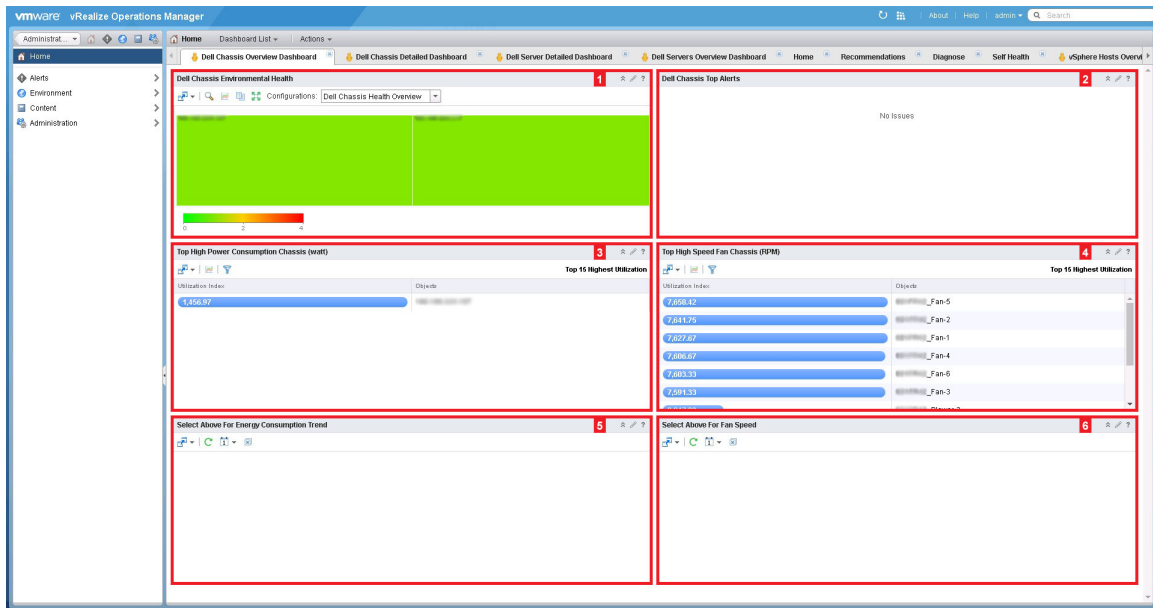 vmware vRealize Operations Manager
About Help admin Search
Administrat...
Home Dashboard List Actions
Home
Alerts
Environment
Content
Administration
Dell Chassis Overview Dashboard Dell Chassis Detailed Dashboard Dell Server Detailed Dashboard Dell Servers Overview Dashboard Home Recommendations Diagnose Self Health vSphere Hosts Overvi
Dell Chassis Environmental Health 1
Configurations: Dell Chassis Health Overview
0 2 4
Dell Chassis Top Alerts 2
No Issues
Top High Power Consumption Chassis (watt) 3
Top 15 Highest Utilization
Utilization Index Objects
1,456.97
Top High Speed Fan Chassis (RPM) 4
Top 15 Highest Utilization
Utilization Index Objects
7,658.42 _Fan-5
7,641.75 _Fan-2
7,627.67 _Fan-1
7,606.67 _Fan-4
7,603.33 _Fan-6
7,591.33 _Fan-3
Select Above For Energy Consumption Trend 5
Select Above For Fan Speed 6